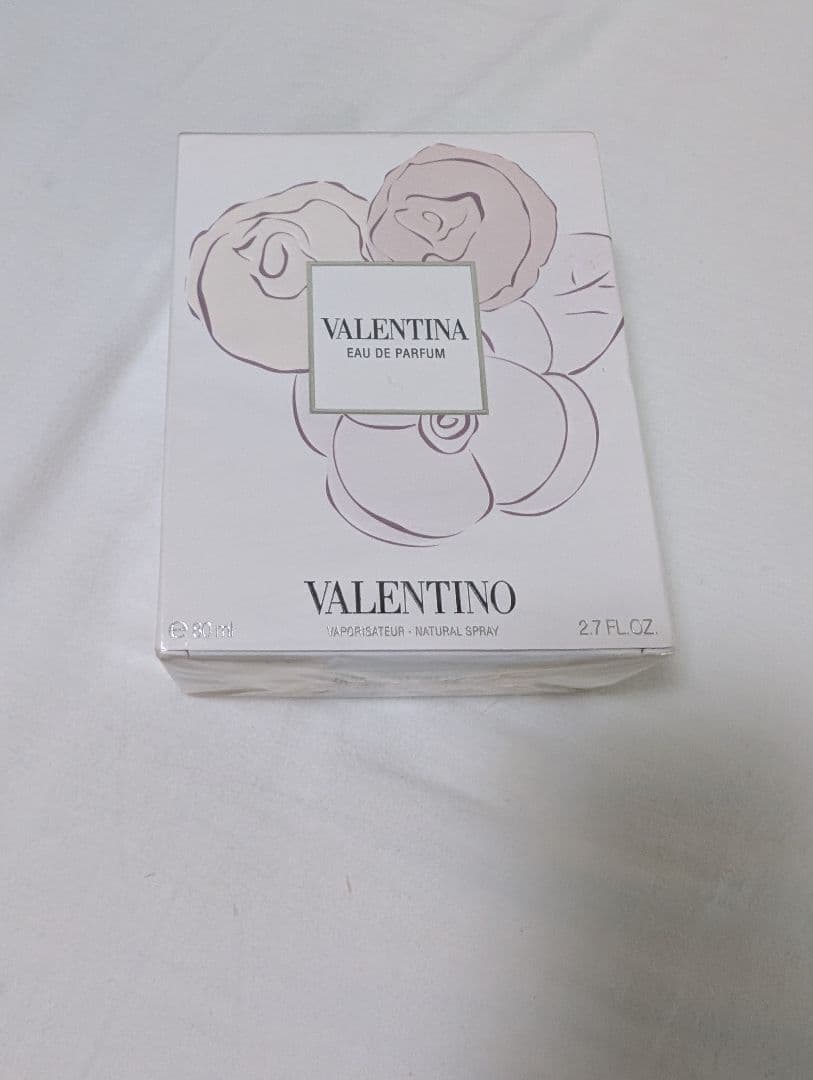 VALENTINA
EAU DE PARFUM
VALENTINO
e 80 ml
VAPORISATEUR - NATURAL SPRAY
2.7 FL.OZ.